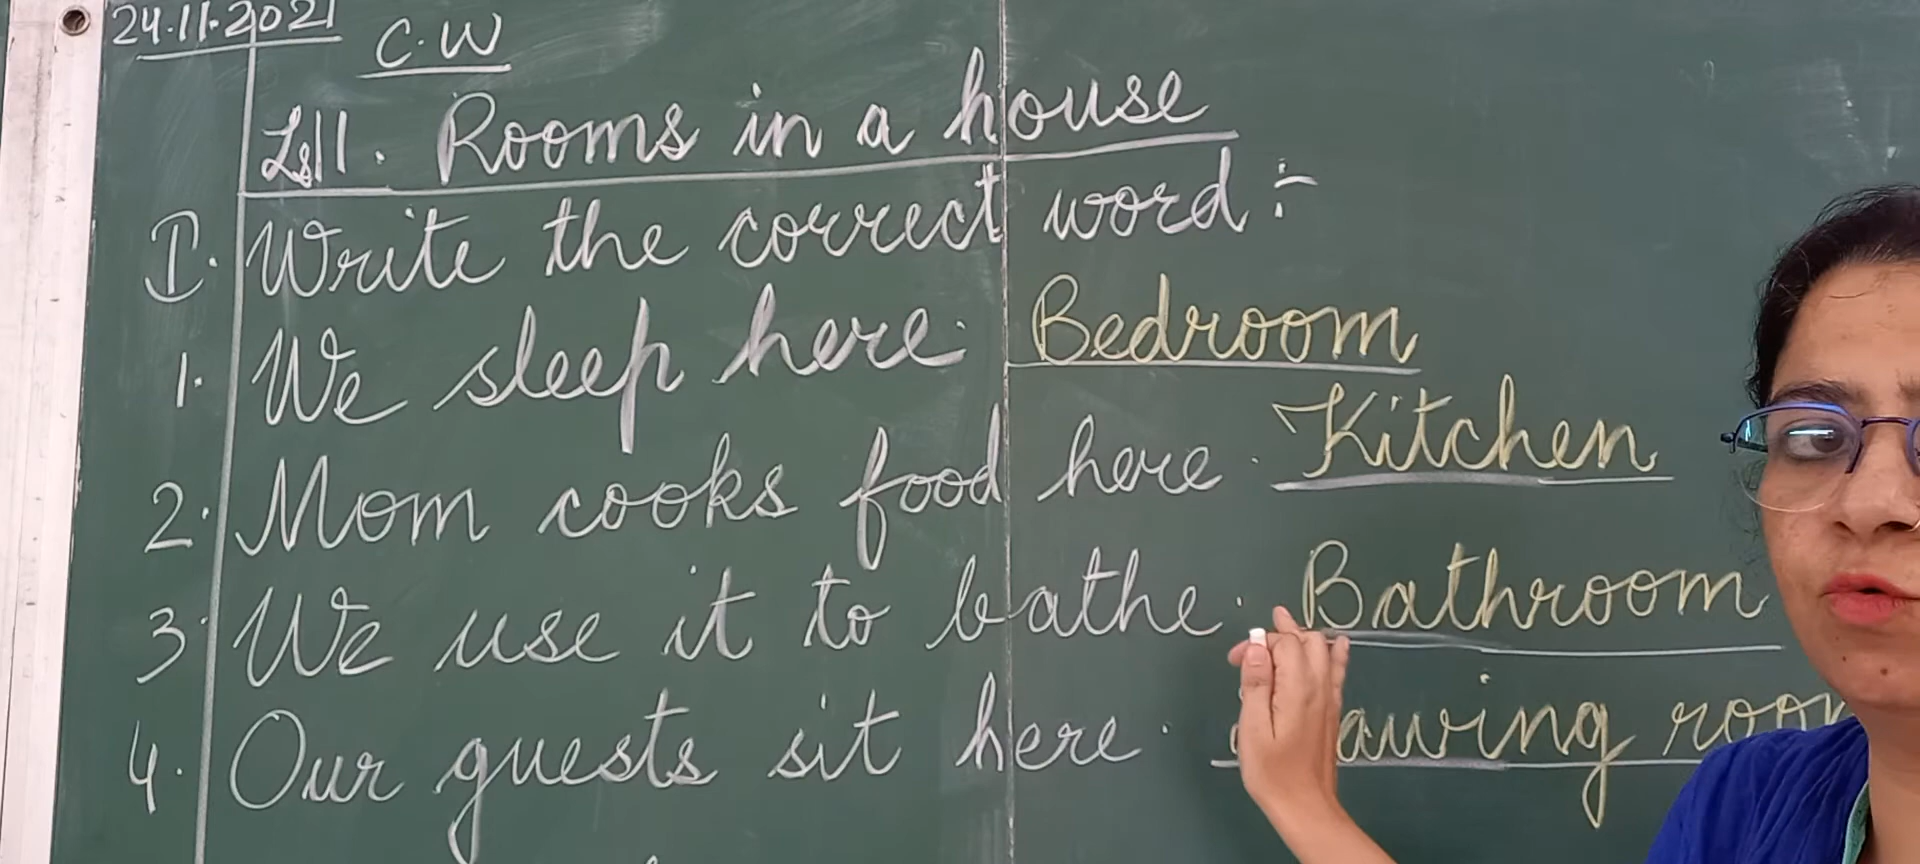 24.11.2021
C.W
Ls11. Rooms in a house
I. Write the correct word:-
1. We sleep here. Bedroom
2. Mom cooks food here. Kitchen
3. We use it to bathe. Bathroom
4. Our guests sit here.